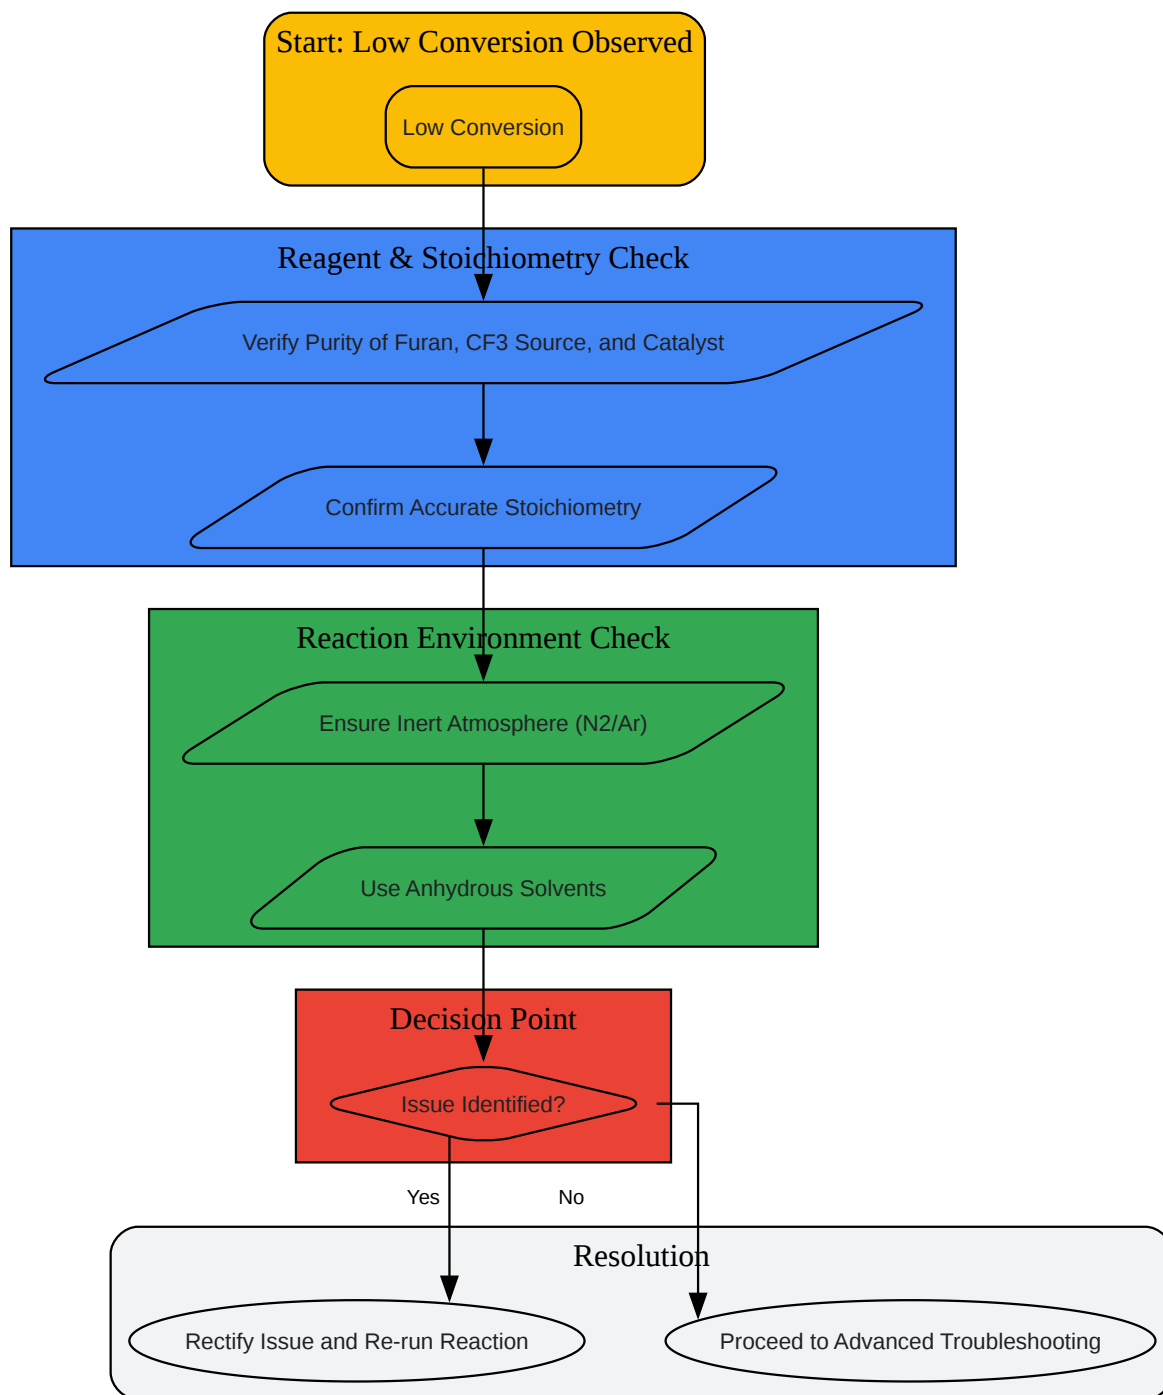 Start: Low Conversion Observed
Low Conversion
Reagent & Stoichiometry Check
Verify Purity of Furan, CF3 Source, and Catalyst
Confirm Accurate Stoichiometry
Reaction Environment Check
Ensure Inert Atmosphere (N2/Ar)
Use Anhydrous Solvents
Decision Point
Issue Identified?
Yes
No
Resolution
Rectify Issue and Re-run Reaction
Proceed to Advanced Troubleshooting